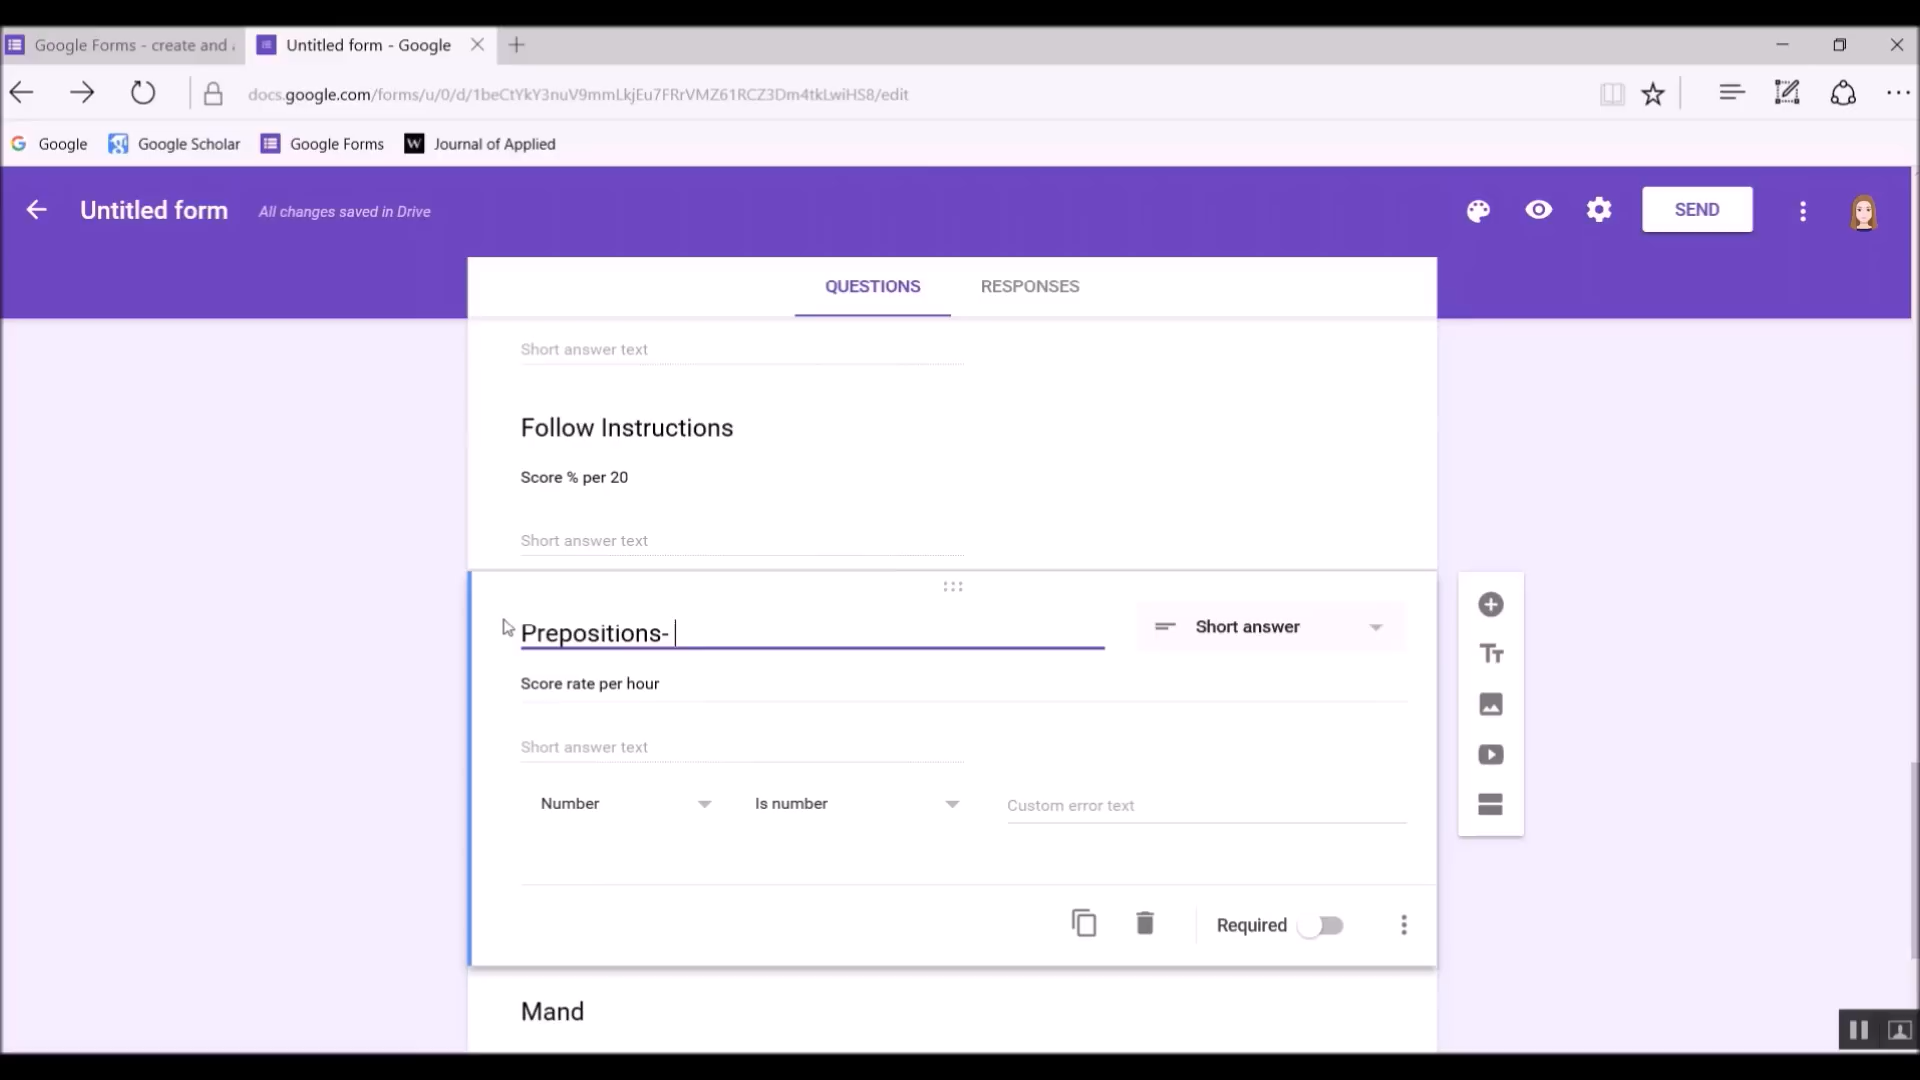 Google Forms - create and
Untitled form - Google
docs.google.com/forms/u/0/d/1beCtYkY3nuV9mmLkjEu7FRrVMZ61RCZ3Dm4tkLwiHS8/edit
Google
Google Scholar
Google Forms
W
Journal of Applied
Untitled form
All changes saved in Drive
SEND
QUESTIONS
RESPONSES
Short answer text
Follow Instructions
Score % per 20
Short answer text
Prepositions-
Short answer
Score rate per hour
Short answer text
Number
Is number
Custom error text
Required
Mand